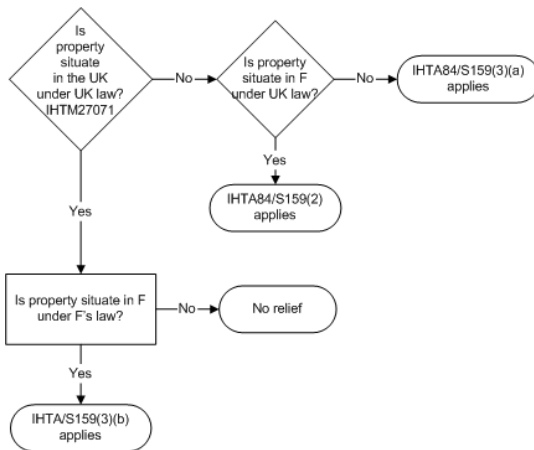 Is
property
situate
in the UK
under UK law?
IHTM27071
No
Is property
situate in F
under UK law?
No
IHTA84/S159(3)(a)
applies
Yes
IHTA84/S159(2)
applies
Yes
Is property situate in F
under F's law?
No
No relief
Yes
IHTA/S159(3)(b)
applies